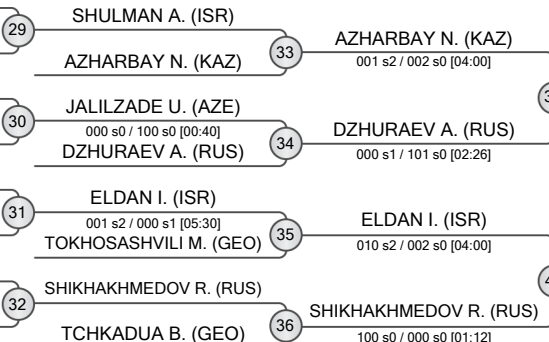 29
SHULMAN A. (ISR)
AZHARBAY N. (KAZ)
33
AZHARBAY N. (KAZ)
001 s2 / 002 s0 [04:00]
30
JALILZADE U. (AZE)
000 s0 / 100 s0 [00:40]
DZHURAEV A. (RUS)
34
DZHURAEV A. (RUS)
000 s1 / 101 s0 [02:26]
31
ELDAN I. (ISR)
001 s2 / 000 s1 [05:30]
TOKHOSASHVILI M. (GEO)
35
ELDAN I. (ISR)
010 s2 / 002 s0 [04:00]
32
SHIKHAKHMEDOV R. (RUS)
TCHKADUA B. (GEO)
36
SHIKHAKHMEDOV R. (RUS)
100 s0 / 000 s0 [01:12]